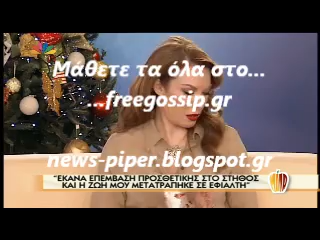 Μάθετε τα όλα στο...
...freegossip.gr
news-piper.blogspot.gr
"ΕΚΑΝΑ ΕΠΕΜΒΑΣΗ ΠΡΟΣΘΕΤΙΚΗΣ ΣΤΟ ΣΤΗΘΟΣ
ΚΑΙ Η ΖΩΗ ΜΟΥ ΜΕΤΑΤΡΑΠΗΚΕ ΣΕ ΕΦΙΑΛΤΗ"